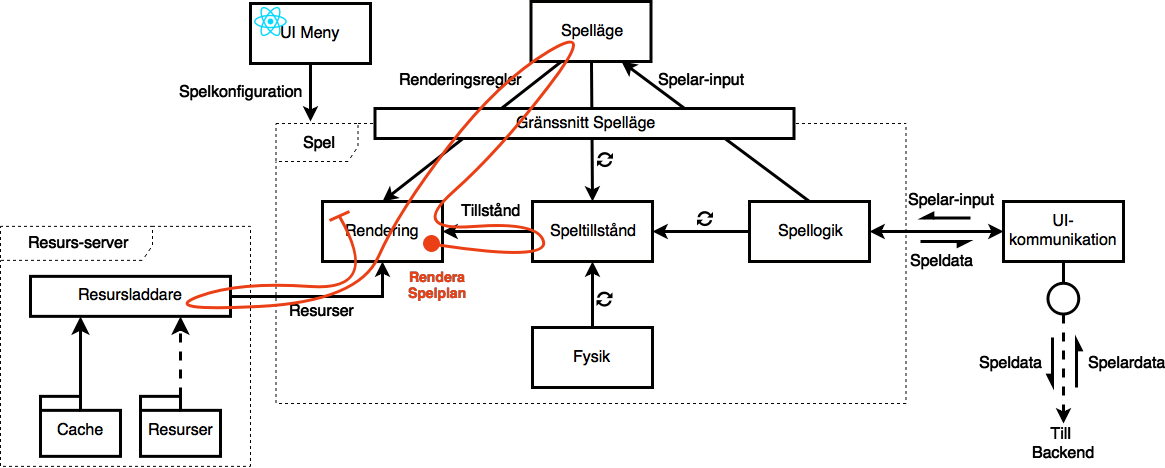 Spelläge
UI Meny
Renderingsregler
Spelar-input
Spelkonfiguration
Gränssnitt Spelläge
Spel
Spelar-input
Tillstånd
Rendering
Speltillstånd
Spellogik
UI-
kommunikation
Resurs-server
Speldata
Rendera
Spelplan
Resursladdare
Resurser
Fysik
Speldata
Spelardata
Cache
Resurser
Till
Backend